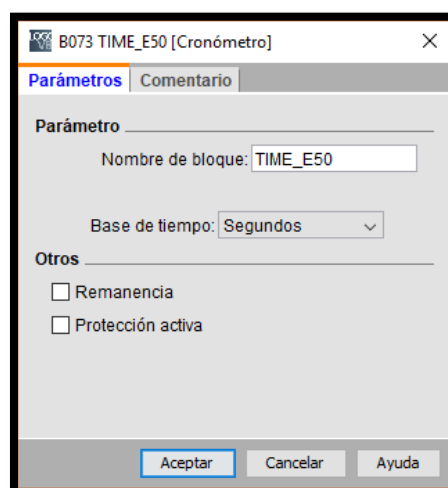 B073 TIME_E50 [Cronómetro]
Parámetros Comentario
Parámetro
Nombre de bloque: TIME_E50
Base de tiempo: Segundos
Otros
Remanencia
Protección activa
Aceptar Cancelar Ayuda